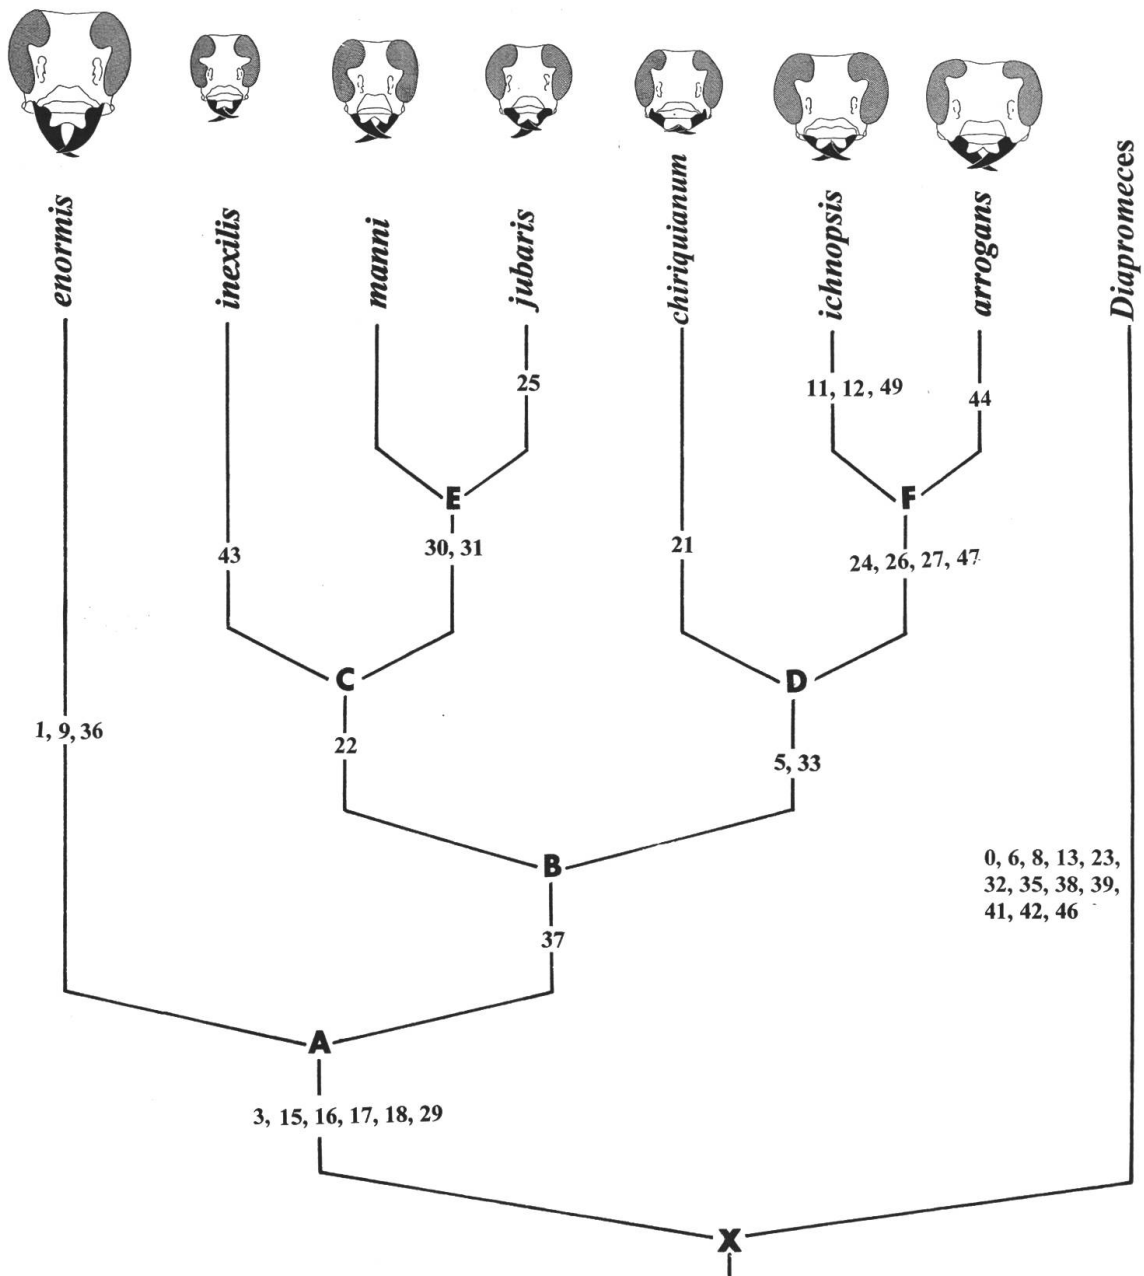 enormis
inexilis
manni
jubaris
chiriquianum
ichnopsis
arrogans
Diapromeces
25
11, 12, 49
44
E
F
43
30, 31
21
24, 26, 27, 47
C
D
1, 9, 36
22
5, 33
B
0, 6, 8, 13, 23,
32, 35, 38, 39,
41, 42, 46
37
A
3, 15, 16, 17, 18, 29
X